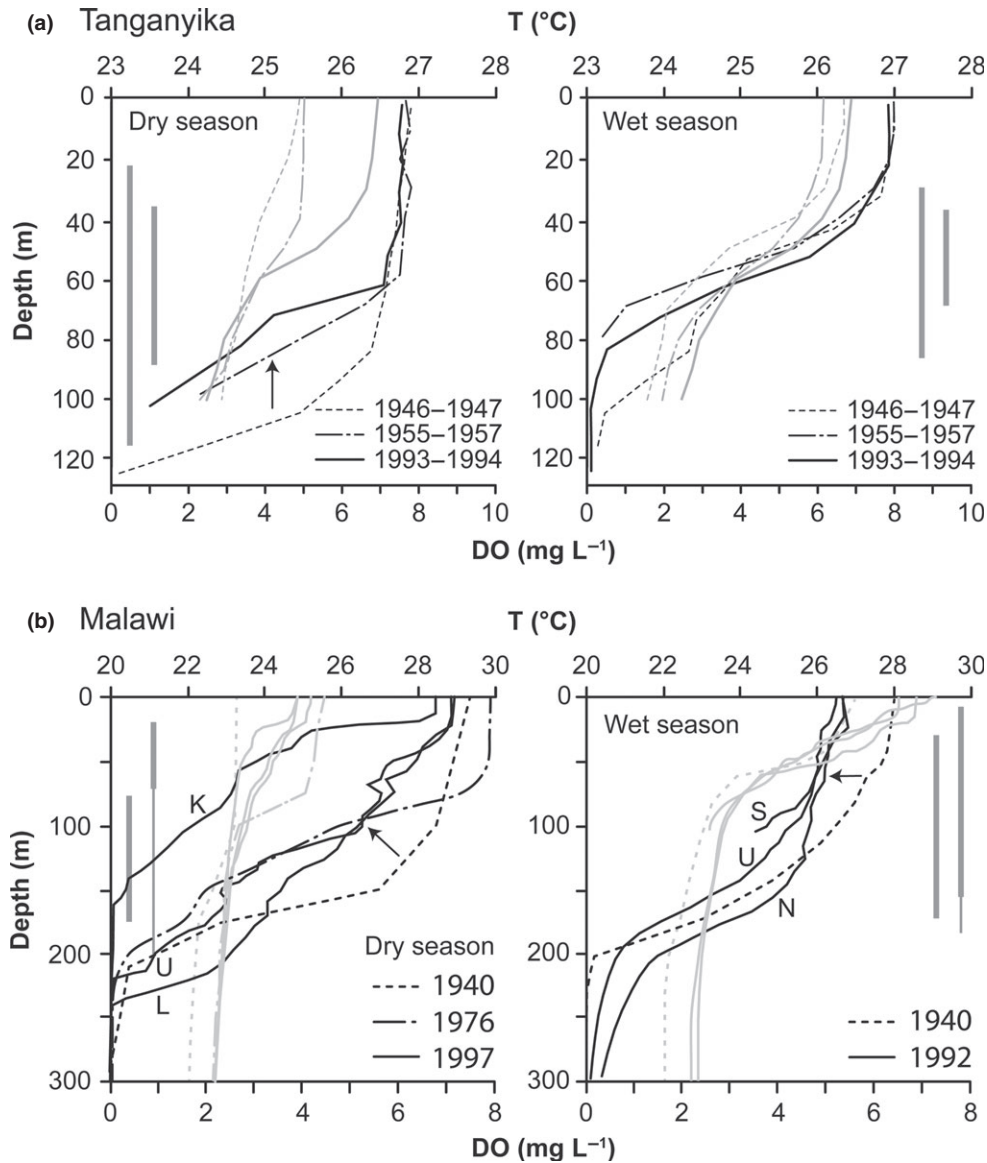 (a) Tanganyika
T (°C)
23 24 25 26 27 28 23 24 25 26 27 28
Depth (m)
0
20
40
60
80
100
120
Dry season
1946–1947
1955–1957
1993–1994
Wet season
1946–1947
1955–1957
1993–1994
0 2 4 6 8 10 0 2 4 6 8 10
DO (mg L⁻¹)
(b) Malawi
T (°C)
20 22 24 26 28 30 20 22 24 26 28 30
Depth (m)
0
100
200
300
K
U
L
Dry season
1940
1976
1997
Wet season
S
U
N
1940
1992
0 2 4 6 8 0 2 4 6 8
DO (mg L⁻¹)